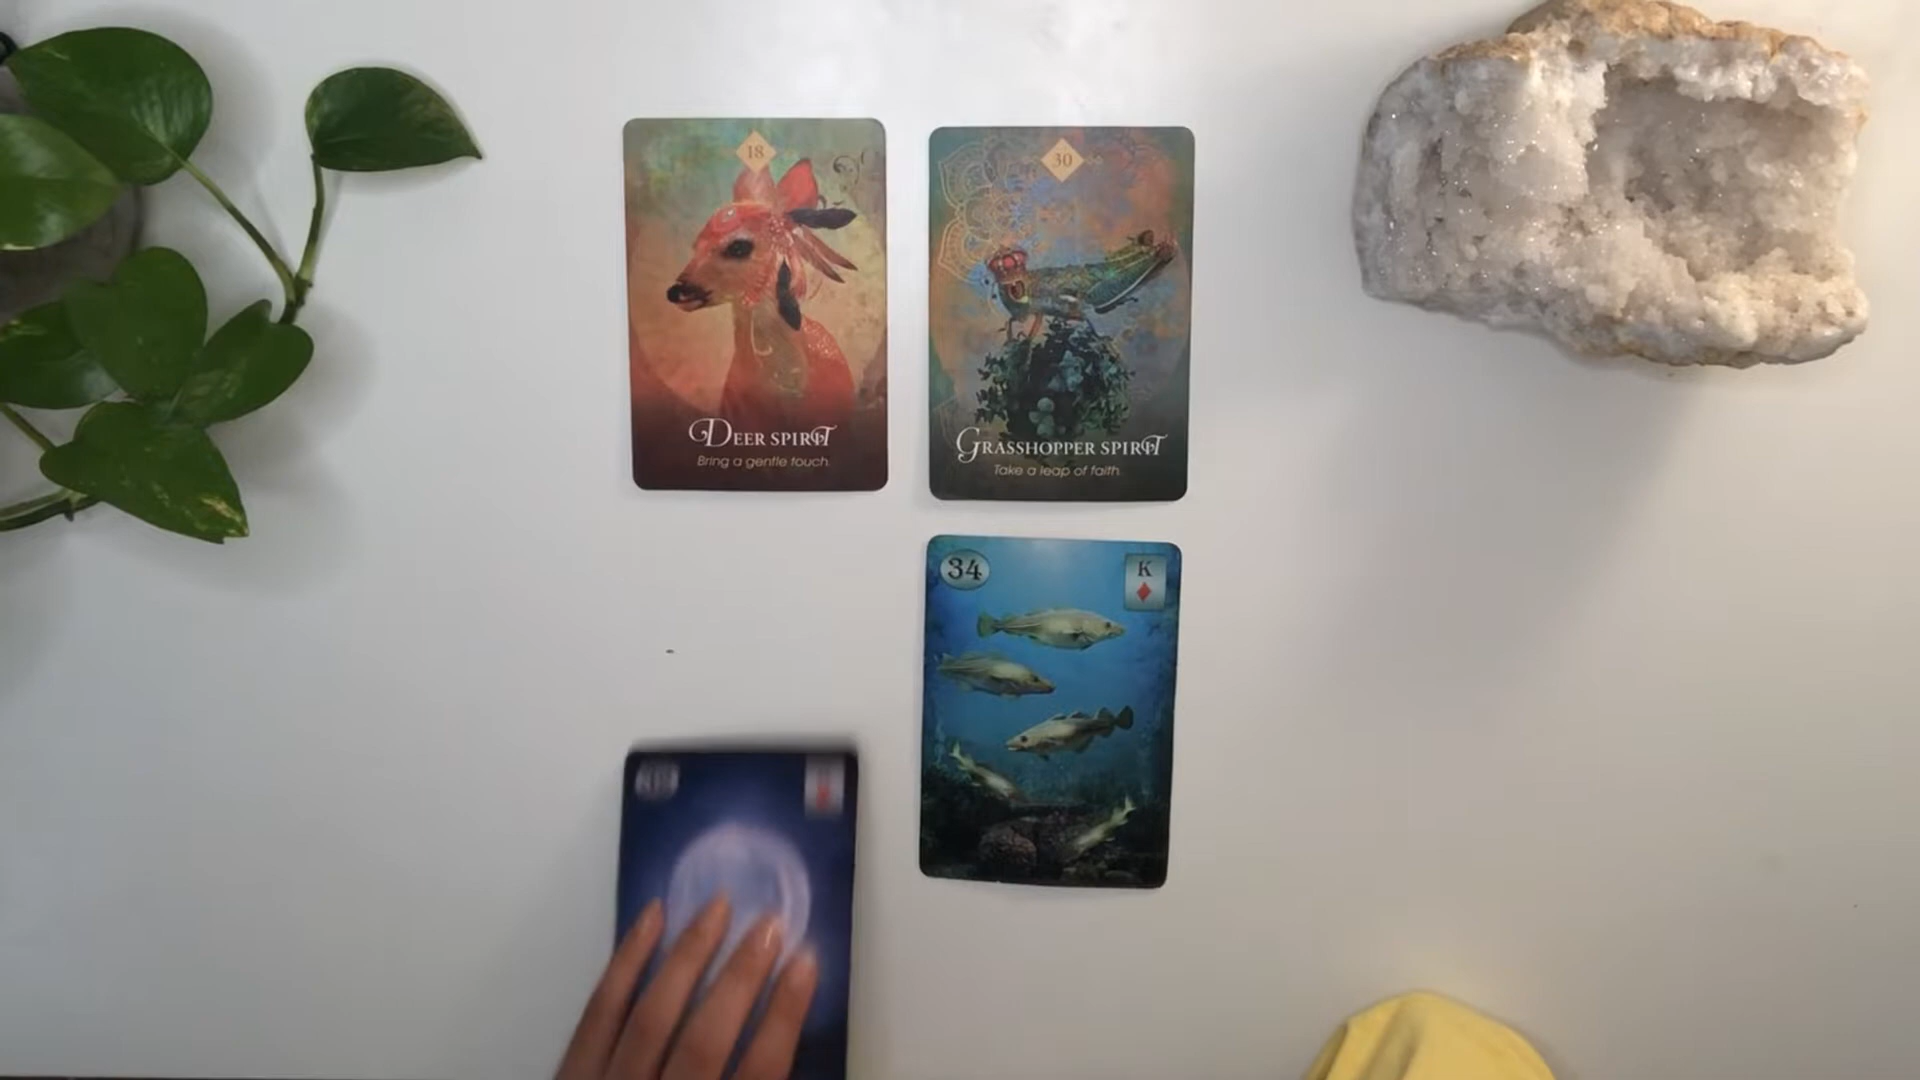 18
DEER SPIRIT
Bring a gentle touch.
30
GRASSHOPPER SPIRIT
Take a leap of faith.
34
K